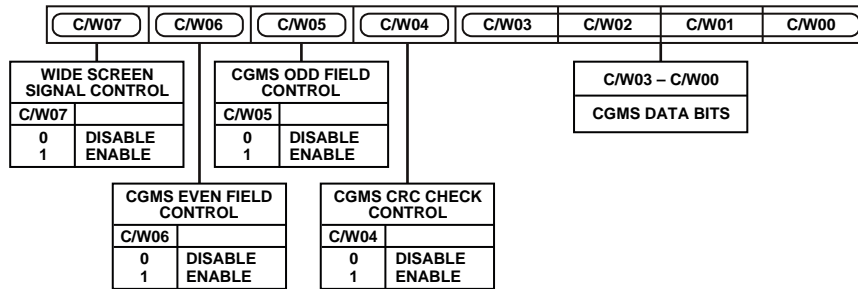 C/W07 C/W06 C/W05 C/W04 C/W03 C/W02 C/W01 C/W00
WIDE SCREEN
SIGNAL CONTROL
C/W07
0 DISABLE
1 ENABLE
CGMS ODD FIELD
CONTROL
C/W05
0 DISABLE
1 ENABLE
C/W03 – C/W00
CGMS DATA BITS
CGMS EVEN FIELD
CONTROL
C/W06
0 DISABLE
1 ENABLE
CGMS CRC CHECK
CONTROL
C/W04
0 DISABLE
1 ENABLE